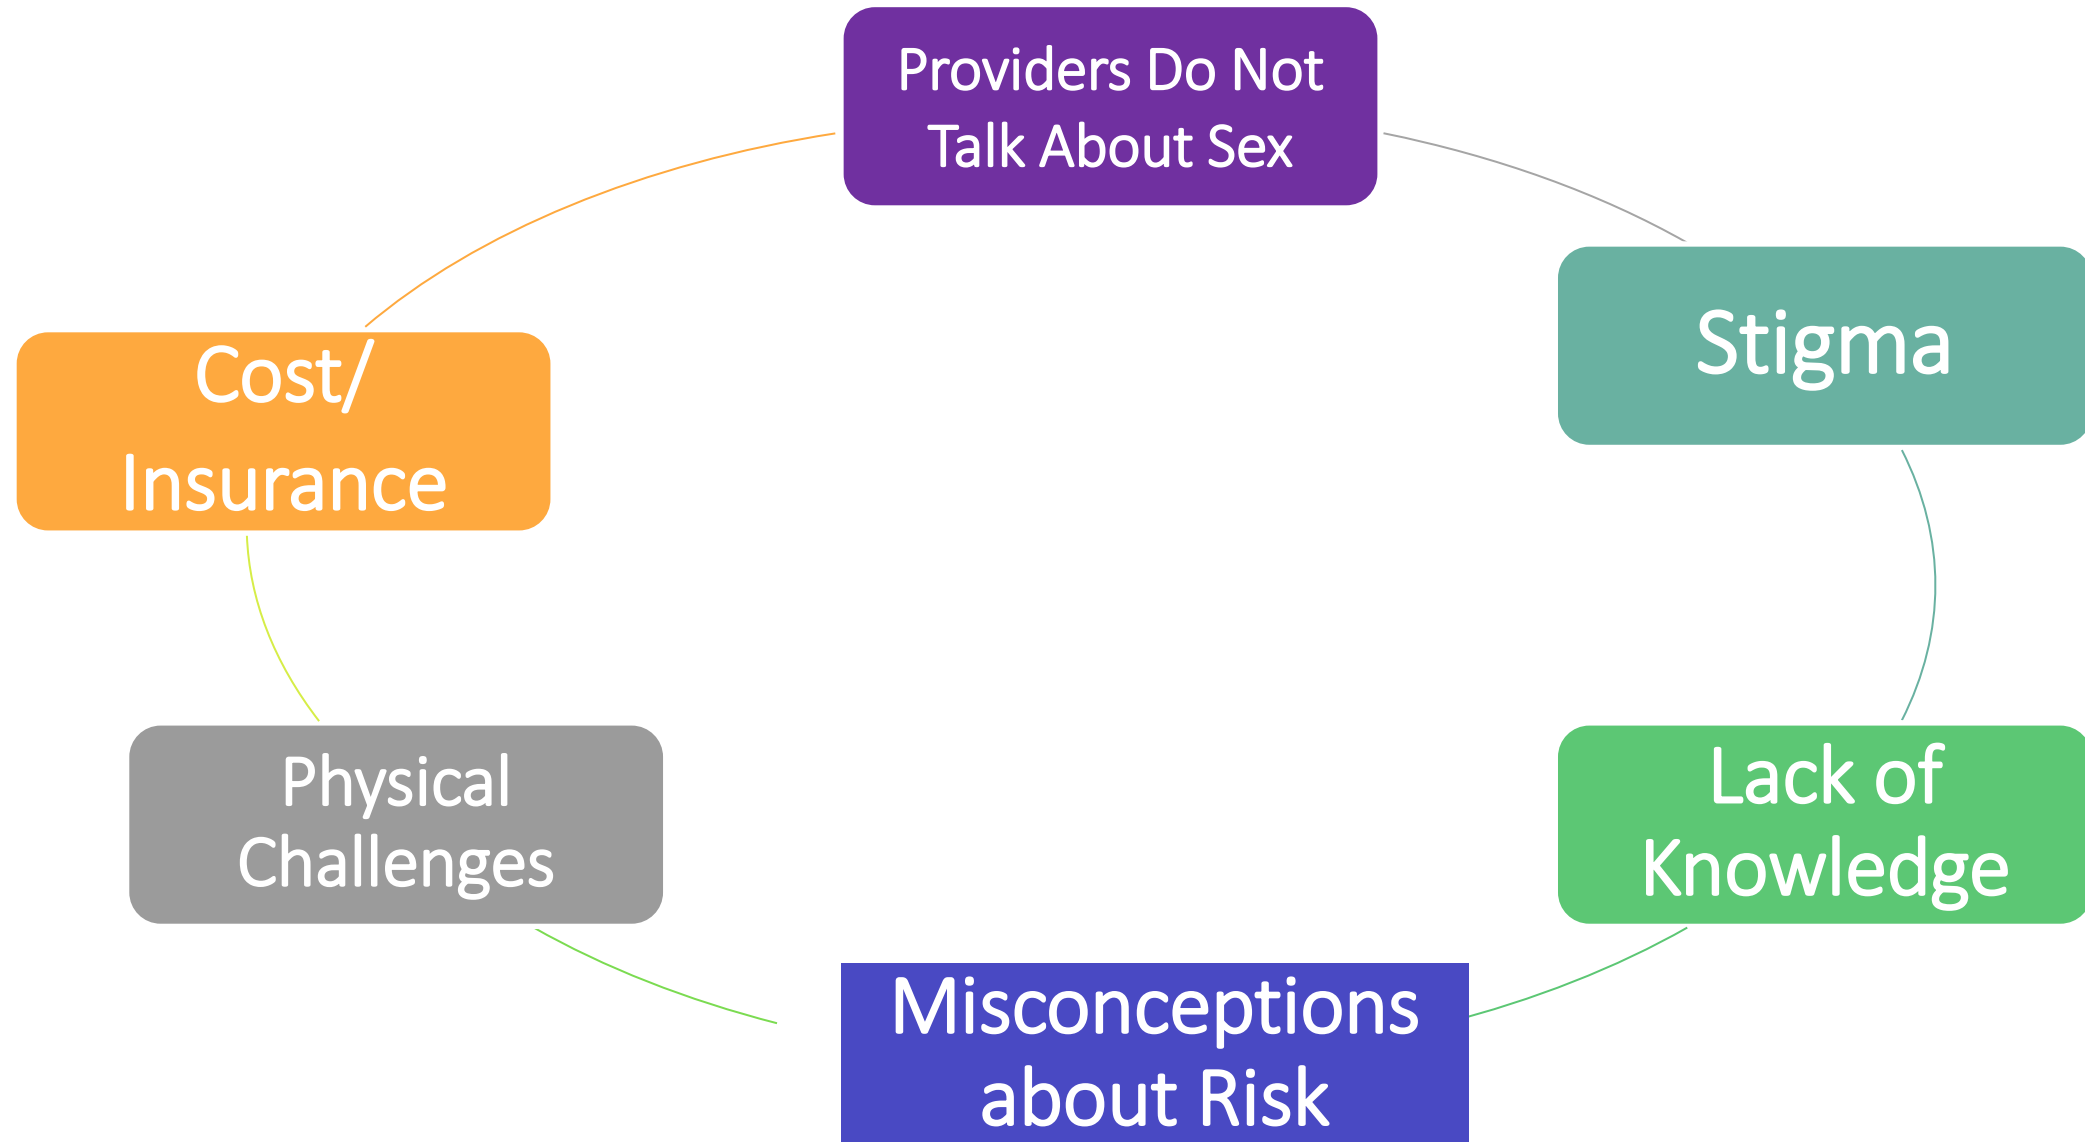 Providers Do Not
Talk About Sex
Stigma
Lack of
Knowledge
Misconceptions
about Risk
Physical
Challenges
Cost/
Insurance